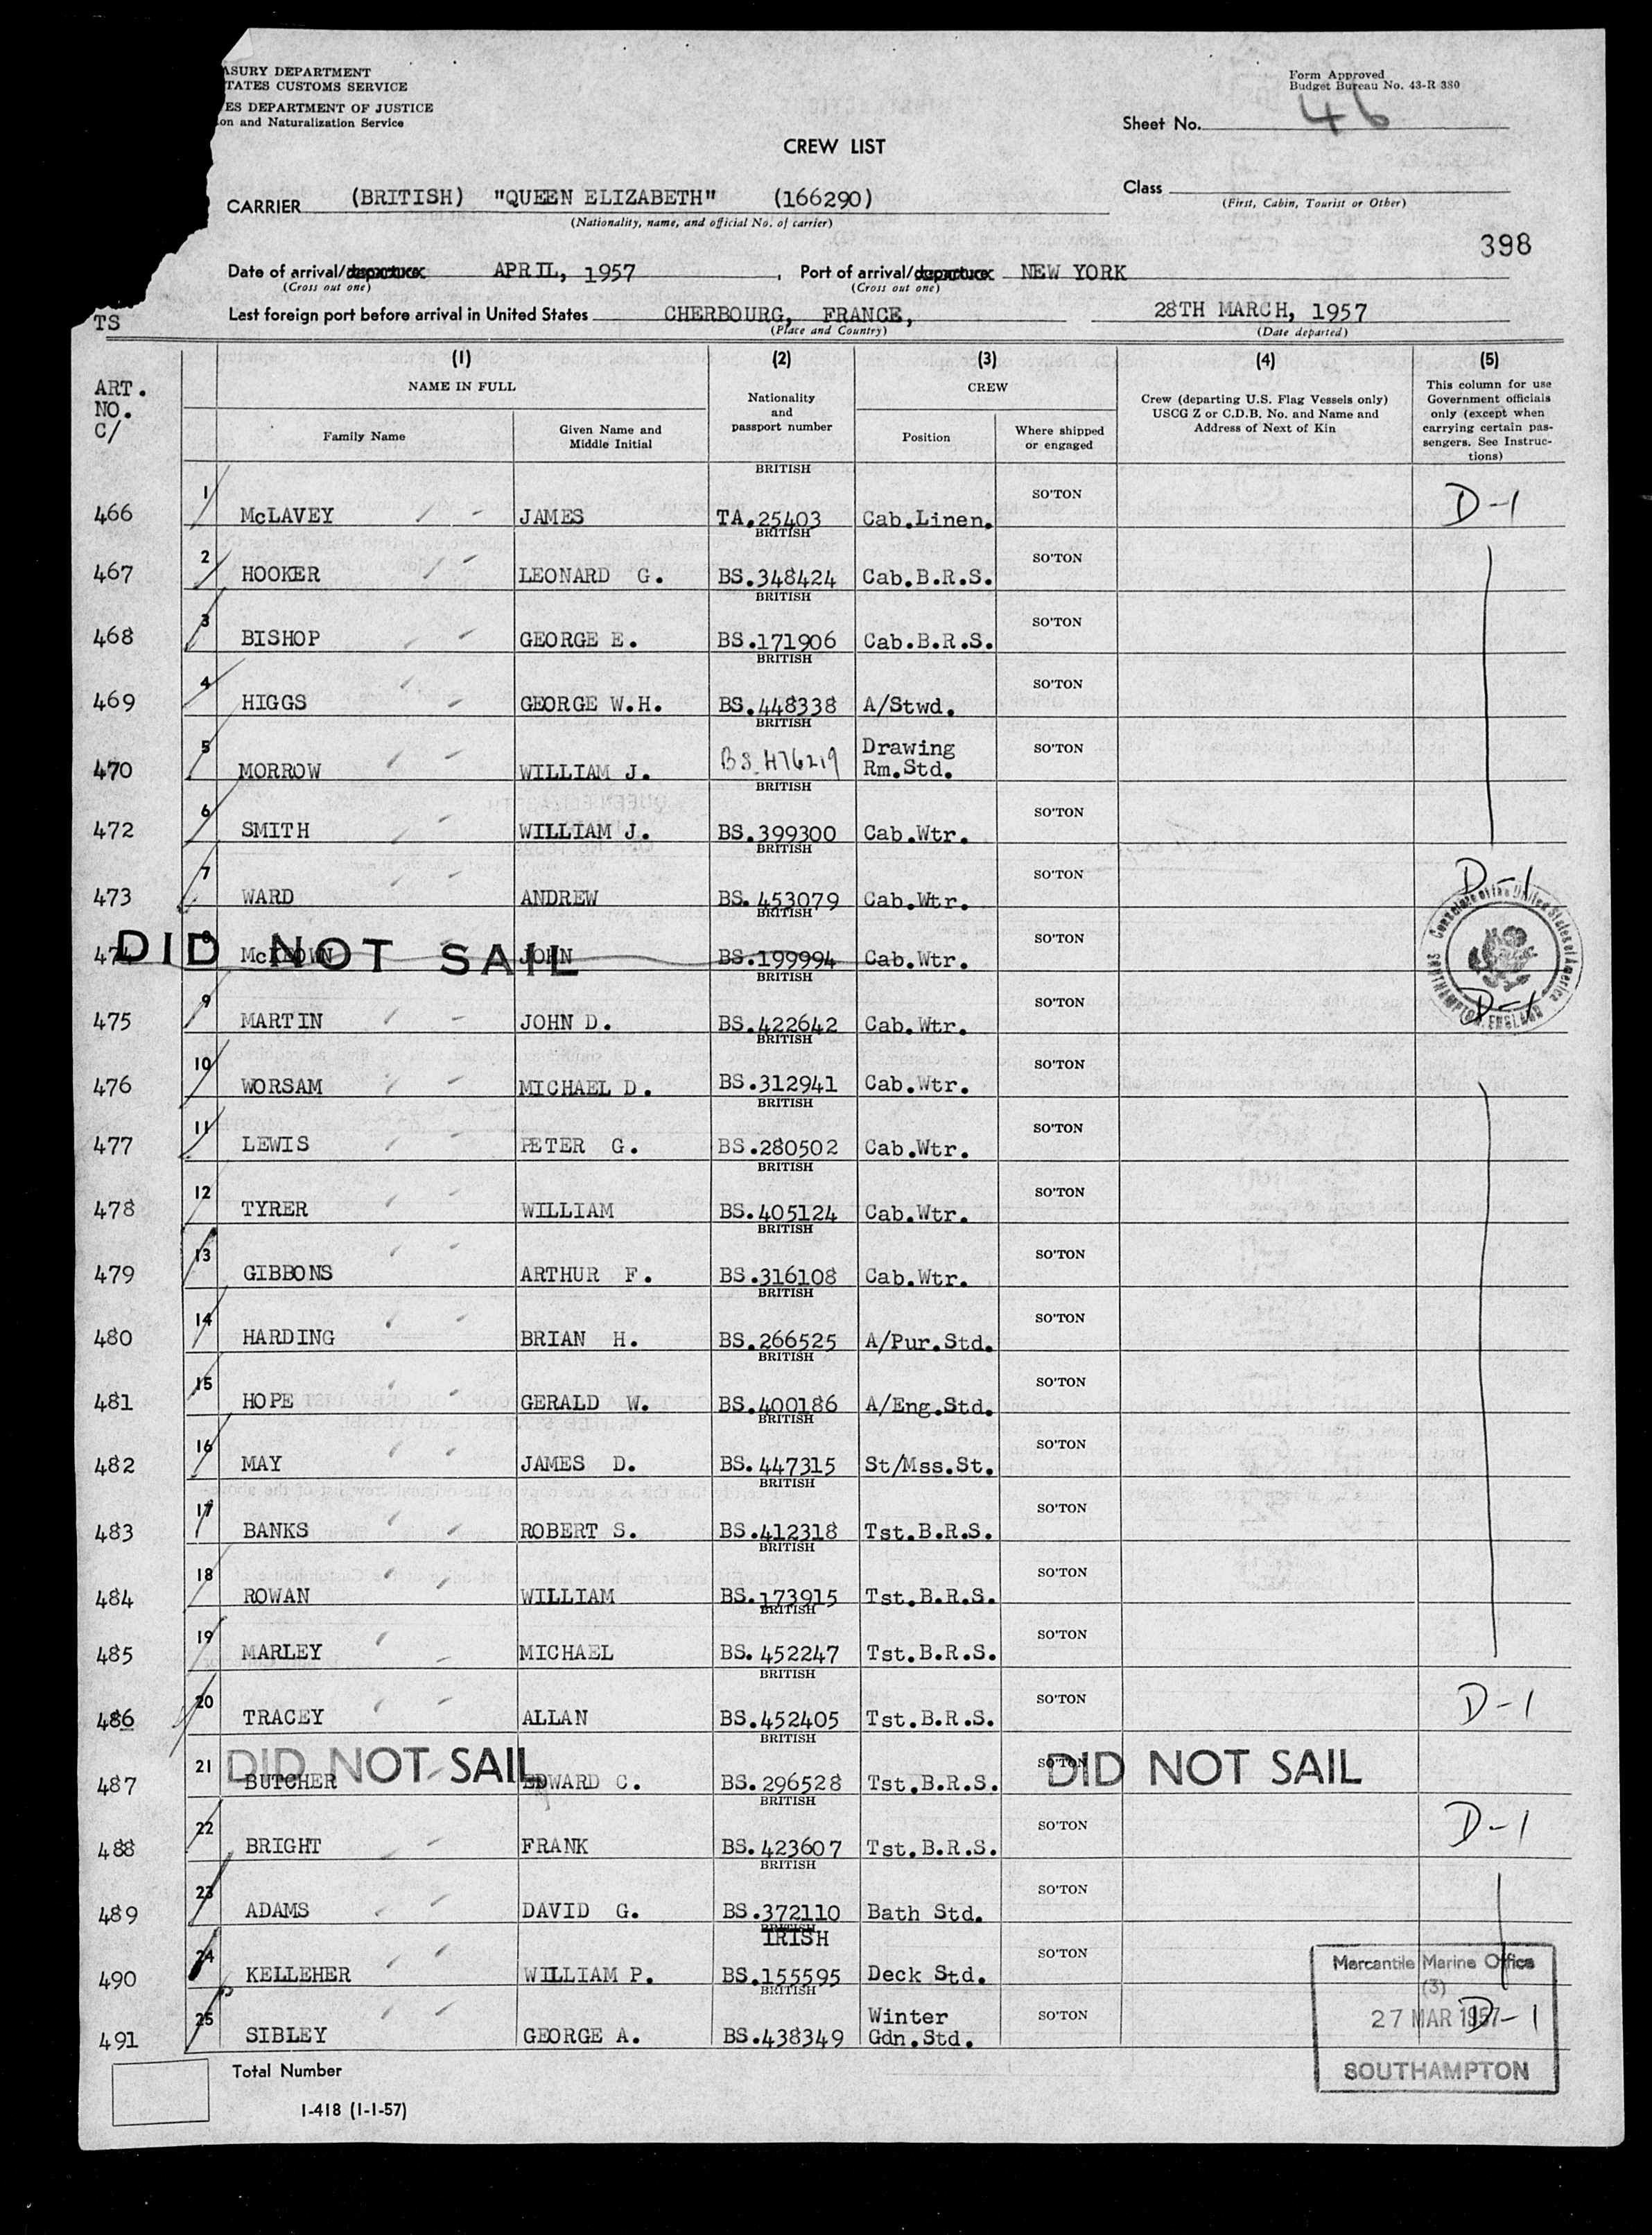 ASURY DEPARTMENT
TATES CUSTOMS SERVICE
ES DEPARTMENT OF JUSTICE
on and Naturalization Service
Form Approved
Budget Bureau No. 43-R 380
Sheet No. 46
CREW LIST
Class
(First, Cabin, Tourist or Other)
CARRIER (BRITISH) "QUEEN ELIZABETH" (166290)
(Nationality, name, and official No. of carrier)
398
Date of arrival/departure APRIL, 1957, Port of arrival/departure NEW YORK
(Cross out one) (Cross out one)
Last foreign port before arrival in United States CHERBOURG, FRANCE, 28TH MARCH, 1957
(Place and Country) (Date departed)
TS
ART.
NO.
C/
(1) (2) (3) (4) (5)
NAME IN FULL
Family Name
Given Name and
Middle Initial
Nationality
and
passport number
CREW
Position
Where shipped
or engaged
Crew (departing U.S. Flag Vessels only)
USCG Z or C.D.B. No. and Name and
Address of Next of Kin
This column for use
Government officials
only (except when
carrying certain pas-
sengers. See Instruc-
tions)
BRITISH
466 1 McLAVEY JAMES TA.25403 Cab.Linen. SO'TON D-1
BRITISH
467 2 HOOKER LEONARD G. BS.348424 Cab.B.R.S. SO'TON
BRITISH
468 3 BISHOP GEORGE E. BS.171906 Cab.B.R.S. SO'TON
BRITISH
469 4 HIGGS GEORGE W.H. BS.448338 A/Stwd. SO'TON
BRITISH
470 5 MORROW WILLIAM J. BS.476219 Drawing
Rm.Std. SO'TON
BRITISH
472 6 SMITH WILLIAM J. BS.399300 Cab.Wtr. SO'TON
BRITISH
473 7 WARD ANDREW BS.453079 Cab.Wtr. SO'TON D-1
BRITISH
474 8 JOHN BS.199994 Cab.Wtr. SO'TON
DID NOT SAIL
Consulate of the United States of America
SOUTHAMPTON, ENGLAND
BRITISH
475 9 MARTIN JOHN D. BS.422642 Cab.Wtr. SO'TON D-1
BRITISH
476 10 WORSAM MICHAEL D. BS.312941 Cab.Wtr. SO'TON
BRITISH
477 11 LEWIS PETER G. BS.280502 Cab.Wtr. SO'TON
BRITISH
478 12 TYRER WILLIAM BS.405124 Cab.Wtr. SO'TON
BRITISH
479 13 GIBBONS ARTHUR F. BS.316108 Cab.Wtr. SO'TON
BRITISH
480 14 HARDING BRIAN H. BS.266525 A/Pur.Std. SO'TON
BRITISH
481 15 HOPE GERALD W. BS.400186 A/Eng.Std. SO'TON
BRITISH
482 16 MAY JAMES D. BS.447315 St/Mss.St. SO'TON
BRITISH
483 17 BANKS ROBERT S. BS.412318 Tst.B.R.S. SO'TON
BRITISH
484 18 ROWAN WILLIAM BS.173915 Tst.B.R.S. SO'TON
BRITISH
485 19 MARLEY MICHAEL BS.452247 Tst.B.R.S. SO'TON
BRITISH
486 20 TRACEY ALLAN BS.452405 Tst.B.R.S. SO'TON D-1
BRITISH
487 21 BUTCHER EDWARD C. BS.296528 Tst.B.R.S. SO'TON
DID NOT SAIL DID NOT SAIL
BRITISH
488 22 BRIGHT FRANK BS.423607 Tst.B.R.S. SO'TON D-1
BRITISH
489 23 ADAMS DAVID G. BS.372110 Bath Std. SO'TON
BRITISH
IRISH
490 24 KELLEHER WILLIAM P. BS.155595 Deck Std. SO'TON
BRITISH
491 25 SIBLEY GEORGE A. BS.438349 Winter
Gdn.Std. SO'TON D-1
Mercantile Marine Office
(3)
27 MAR 1957
SOUTHAMPTON
Total Number
I-418 (1-1-57)